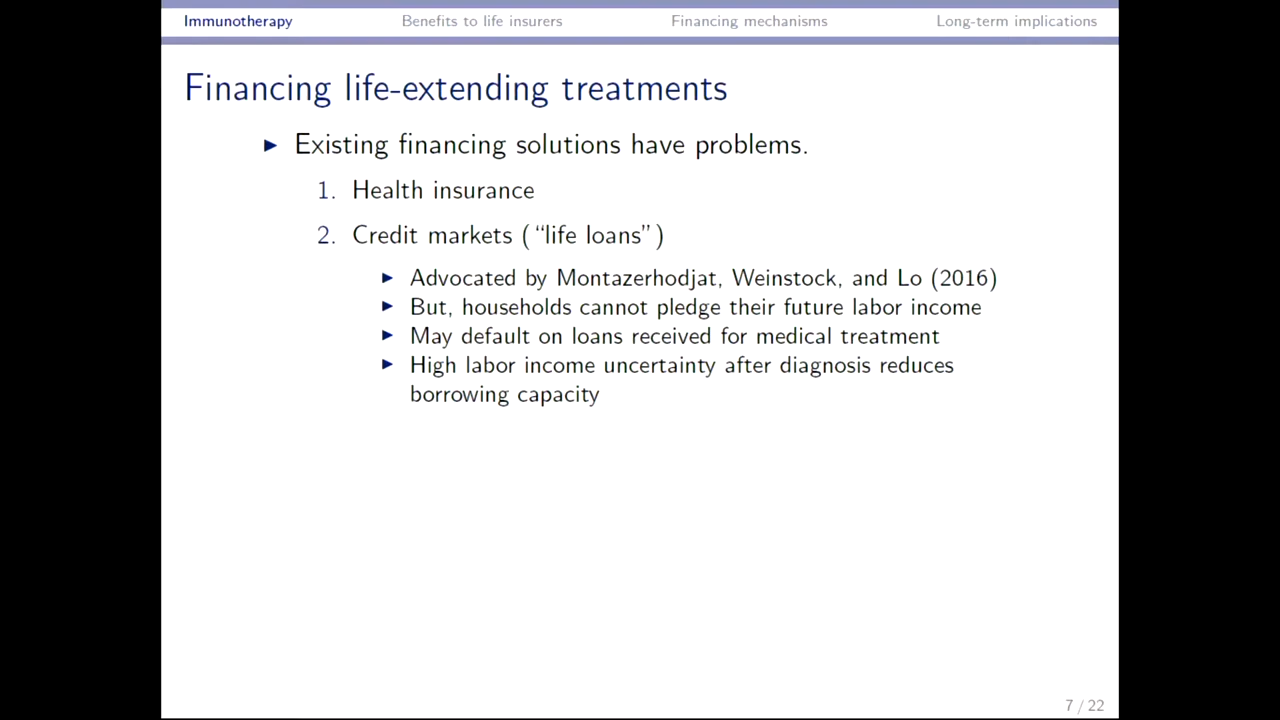 Immunotherapy Benefits to life insurers Financing mechanisms Long-term implications
Financing life-extending treatments
▶ Existing financing solutions have problems.
1. Health insurance
2. Credit markets (“life loans”)
▶ Advocated by Montazerhodjat, Weinstock, and Lo (2016)
▶ But, households cannot pledge their future labor income
▶ May default on loans received for medical treatment
▶ High labor income uncertainty after diagnosis reduces
borrowing capacity
7 / 22